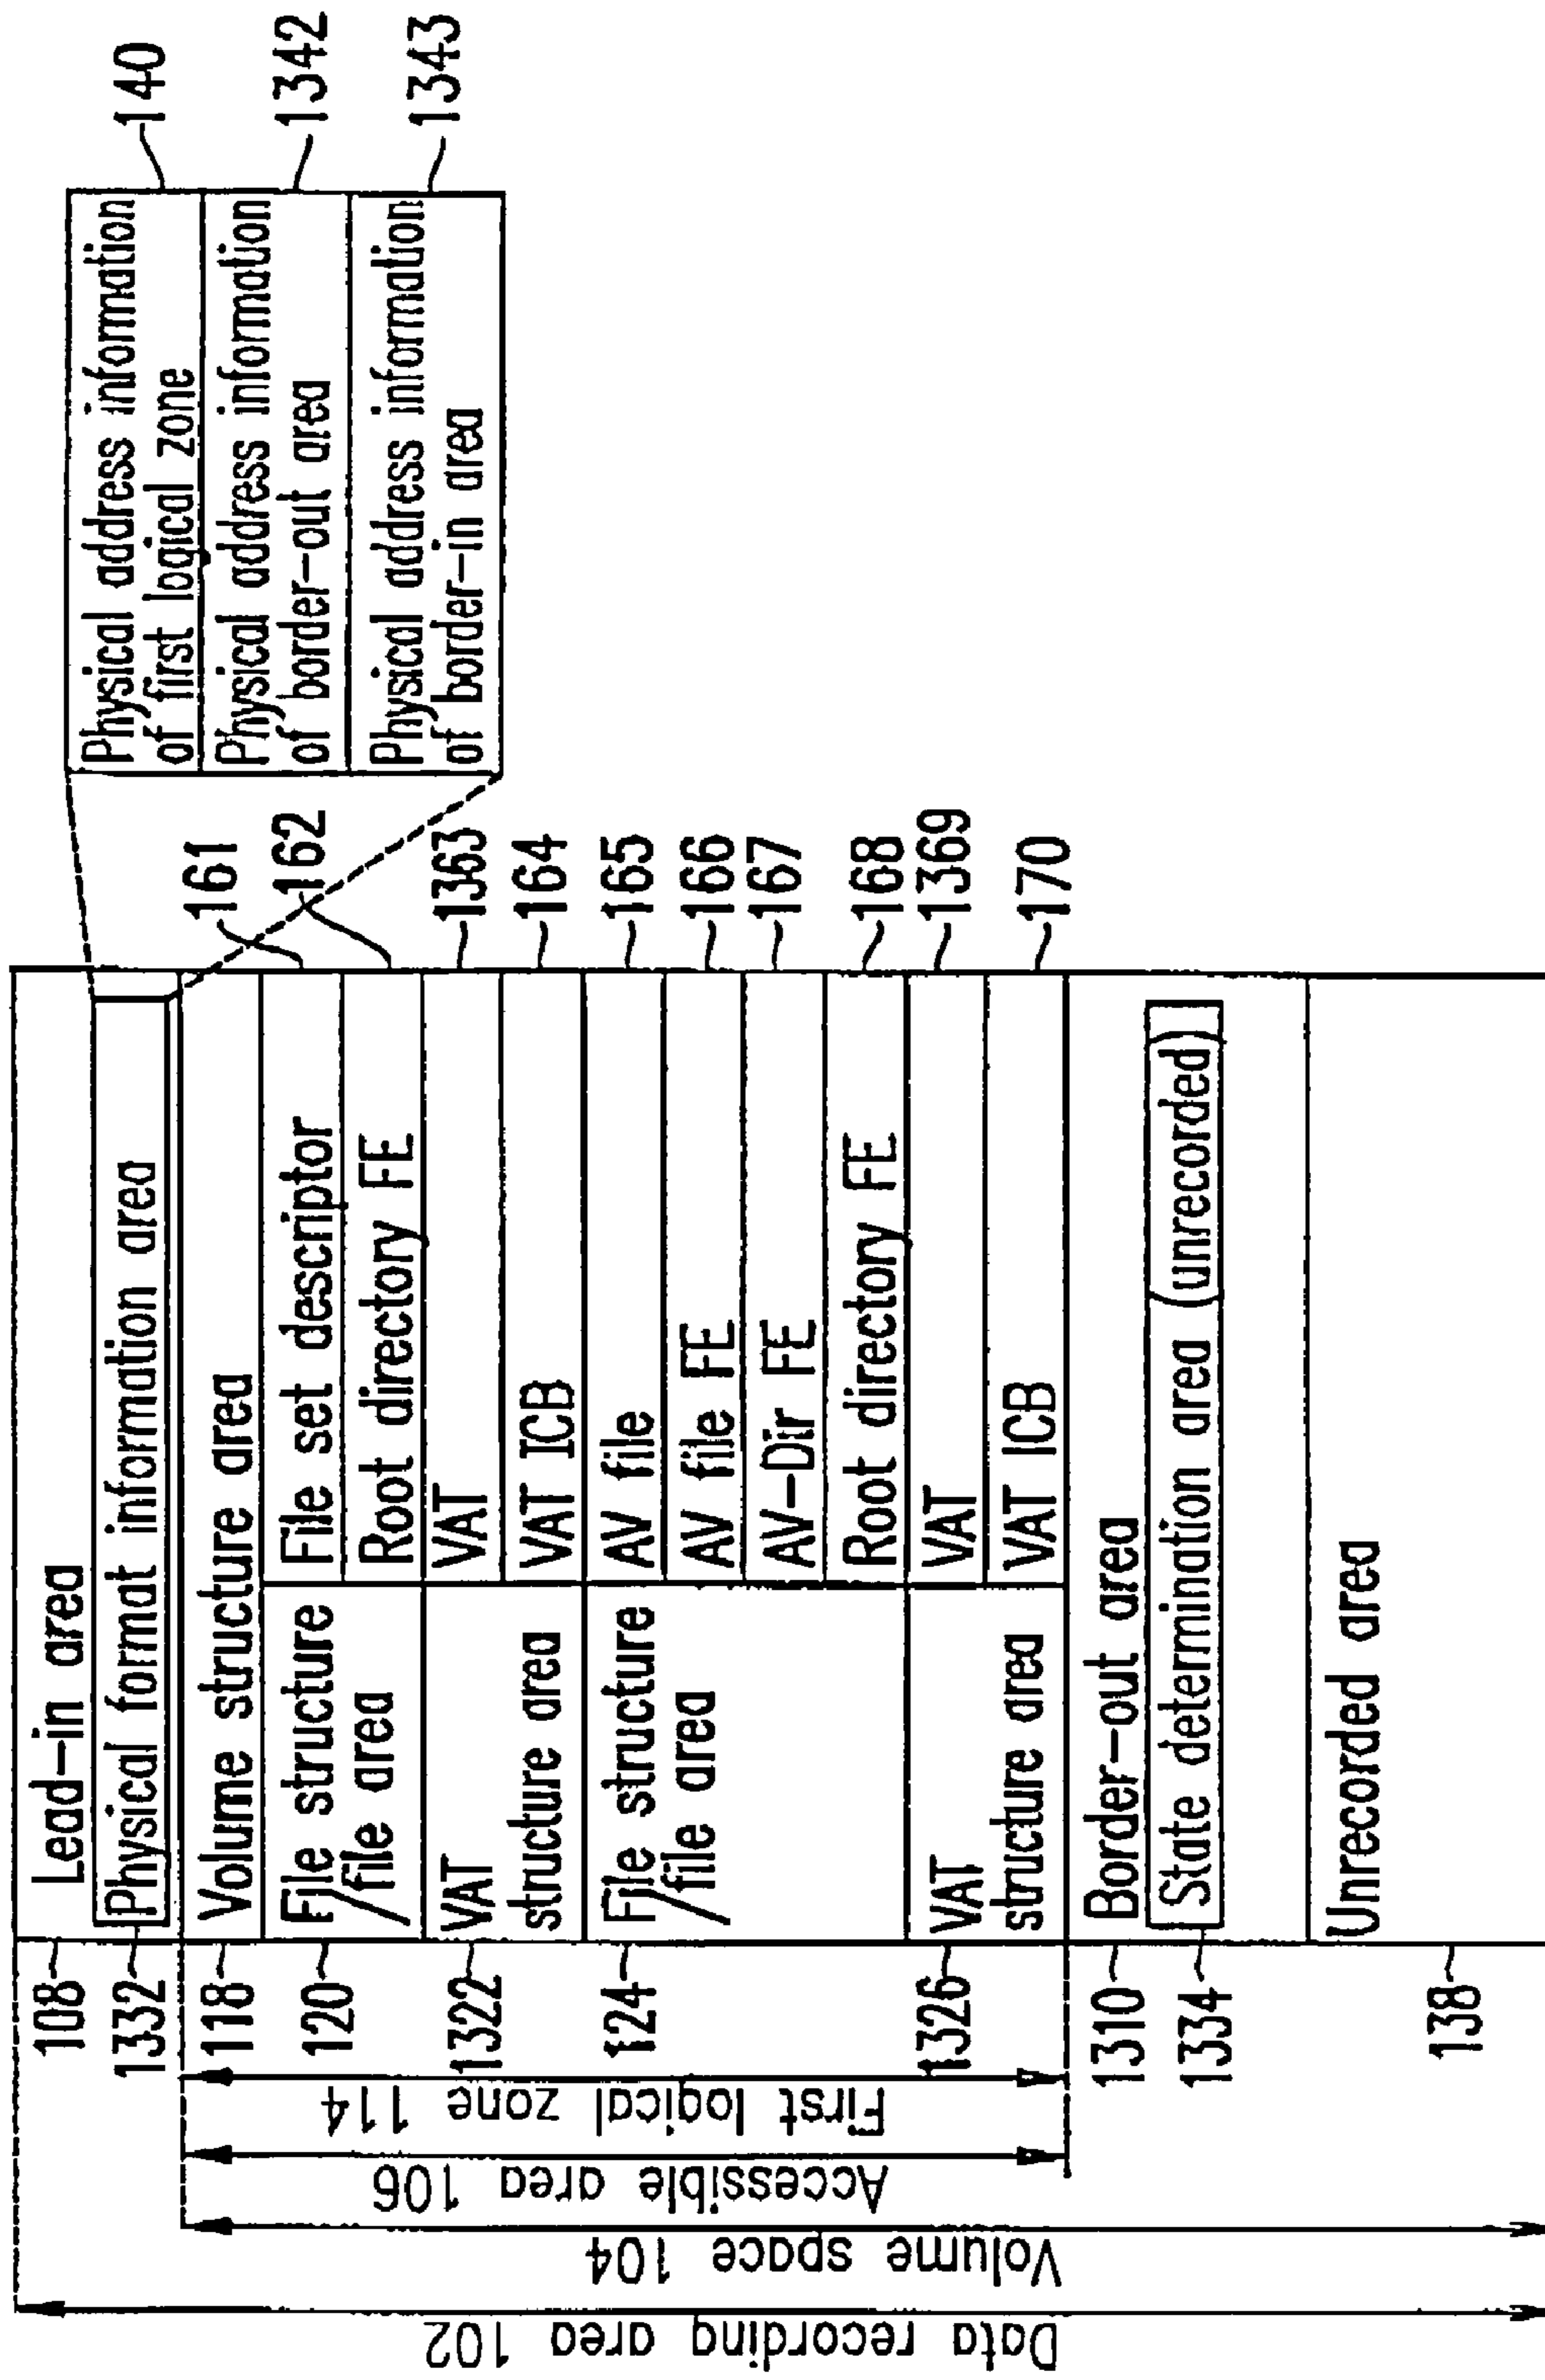 Lead-in area
108
Physical format information area
1332
Volume structure area
118
File structure
/file area
120
File set descriptor
161
Root directory FE
162
VAT
structure area
1322
VAT
1363
VAT ICB
164
File structure
/file area
124
AV file
165
AV file FE
166
AV-Dir FE
167
Root directory FE
168
VAT
structure area
1326
VAT
1369
VAT ICB
170
Border-out area
1310
State determination area (unrecorded)
1334
Unrecorded area
138
First logical zone 114
Accessible area 106
Volume space 104
Data recording area 102
Physical address information
of first logical zone
140
Physical address information
of border-out area
1342
Physical address information
of border-in area
1343